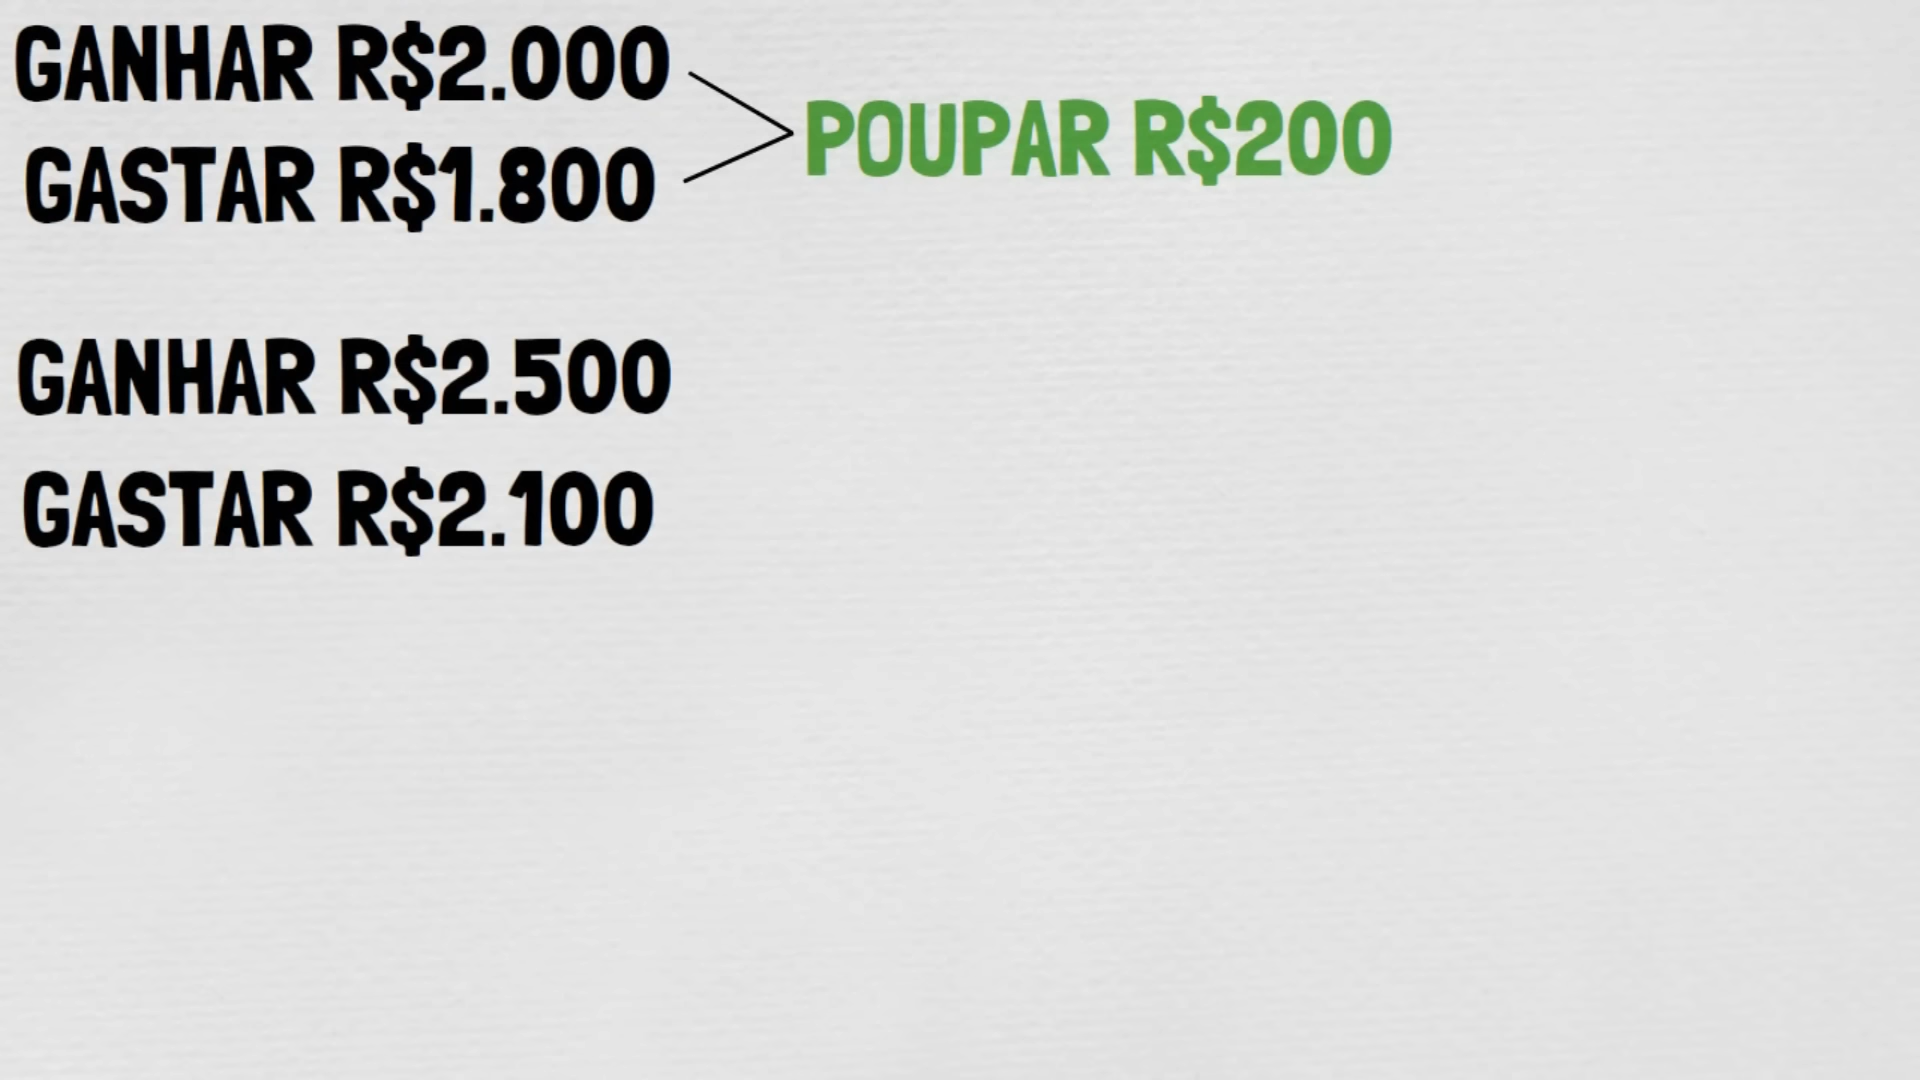 GANHAR R$2.000
GASTAR R$1.800
POUPAR R$200
GANHAR R$2.500
GASTAR R$2.100